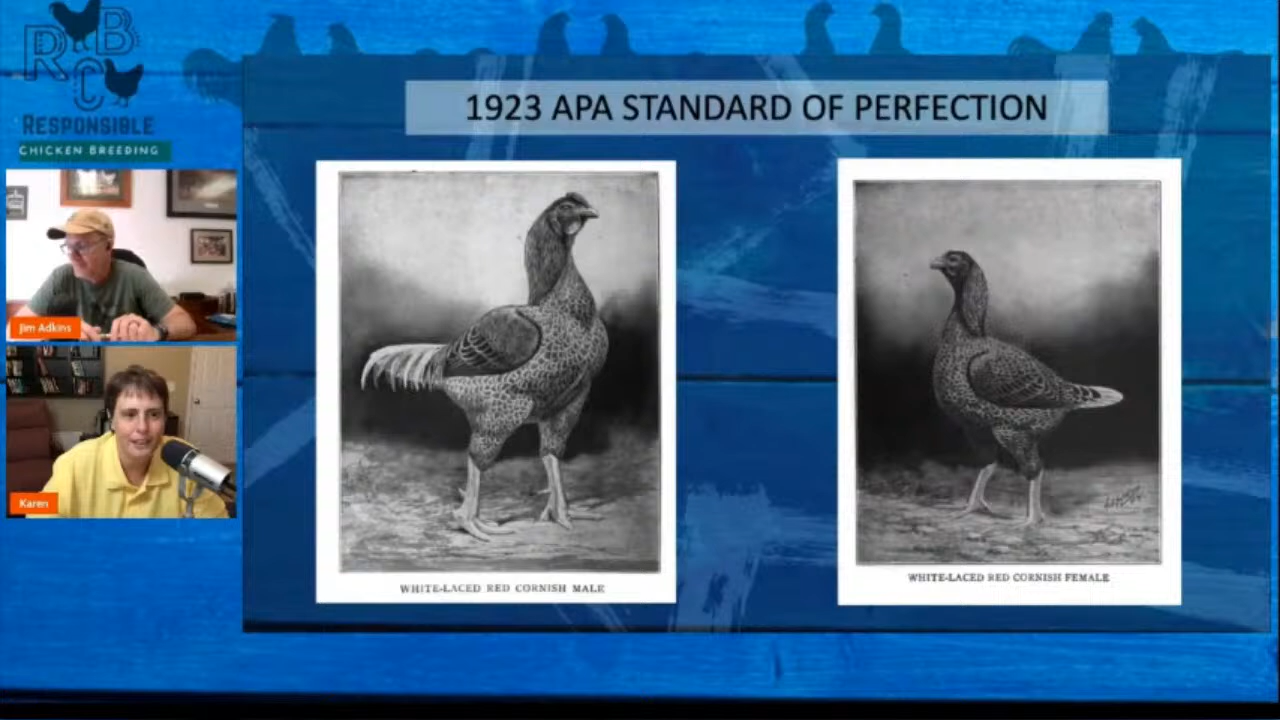 RBC
RESPONSIBLE
CHICKEN BREEDING
1923 APA STANDARD OF PERFECTION
Jim Adkins
Karen
WHITE-LACED RED CORNISH MALE
WHITE-LACED RED CORNISH FEMALE